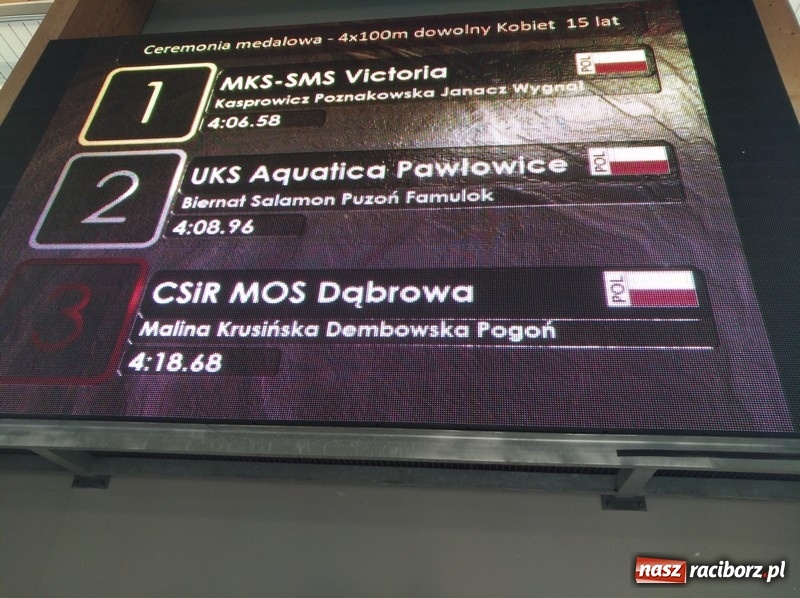 Ceremonia medalowa - 4x100m dowolny Kobiet 15 lat
1
MKS-SMS Victoria
POL
Kasprowicz Poznakowska Janacz Wygnał
4:06.58
2
UKS Aquatica Pawłowice
POL
Biernat Salamon Puzoń Famulok
4:08.96
3
CSiR MOS Dąbrowa
POL
Malina Krusińska Dembowska Pogoń
4:18.68
nasz raciborz.pl